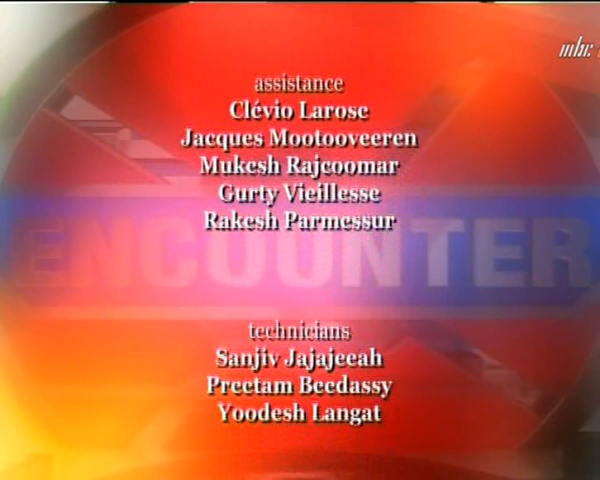 mbc
assistance
Clévio Larose
Jacques Mootooveeren
Mukesh Rajcoomar
Gurty Vieillesse
Rakesh Parmessur
ENCOUNTER
technicians
Sanjiv Jajajeeah
Preetam Beedassy
Yoodesh Langat